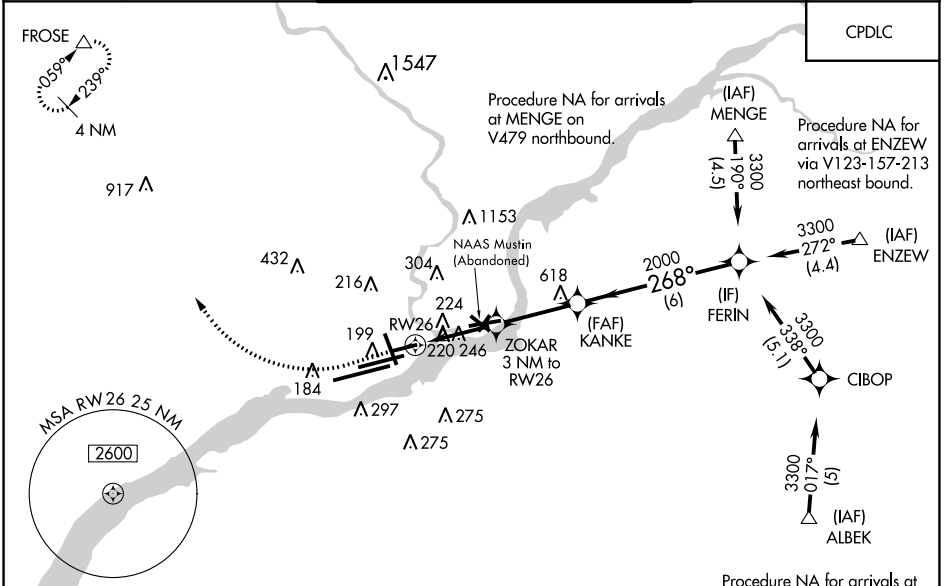 CPDLC
FROSE
059°
239°
4 NM
1547
Procedure NA for arrivals
at MENGE on
V479 northbound.
(IAF)
MENGE
3300
190°
(4.5)
Procedure NA for
arrivals at ENZEW
via V123-157-213
northeast bound.
917
1153
NAAS Mustin
(Abandoned)
3300
272°
(4.4)
(IAF)
ENZEW
432
216
304
618
2000
268°
(6)
(IF)
FERIN
224
RW26
199
220
246
ZOKAR
3 NM to
RW26
(FAF)
KANKE
3300
338°
(5.1)
CIBOP
184
297
275
275
MSA RW26 25 NM
2600
3300
017°
(5)
(IAF)
ALBEK
Procedure NA for arrivals at